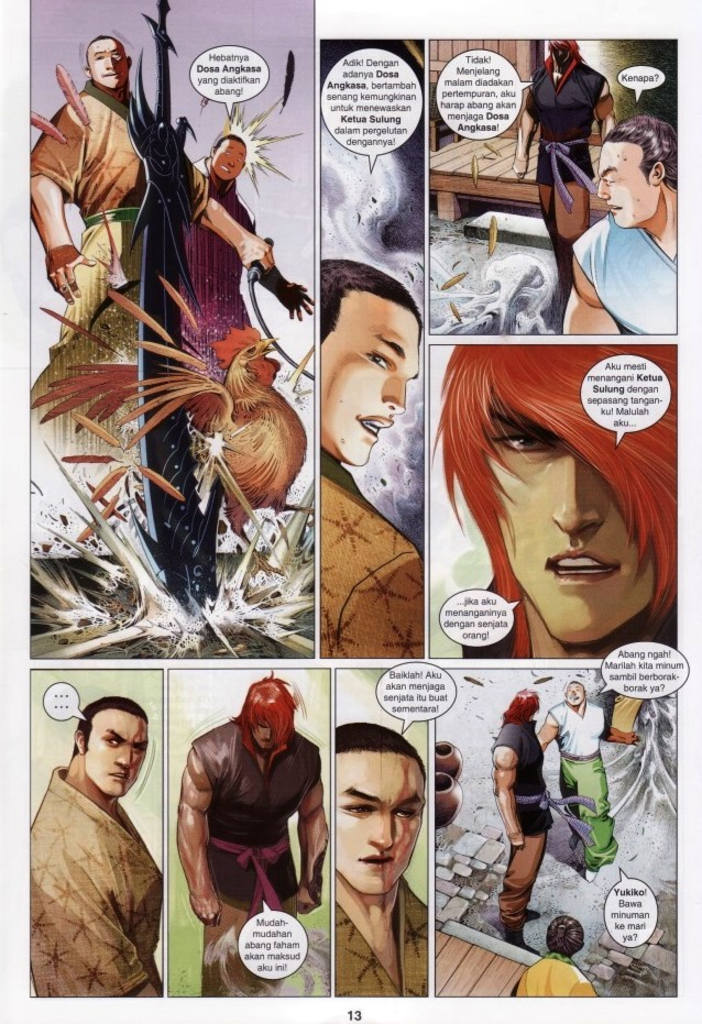 Hebatnya
Dosa Angkasa
yang diaktifkan
abang!
Adik! Dengan
adanya Dosa
Angkasa, bertambah
senang kemungkinan
untuk menewaskan
Ketua Sulung
dalam pergelutan
dengannya!
Tidak!
Menjelang
malam diadakan
pertempuran, aku
harap abang akan
menjaga Dosa
Angkasa!
Kenapa?
Aku mesti
menangani Ketua
Sulung dengan
sepasang tangan-
ku! Malulah
aku...
...jika aku
menanganinya
dengan senjata
orang!
...
...
Mudah-
mudahan
abang faham
akan maksud
aku ini!
Baiklah! Aku
akan menjaga
senjata itu buat
sementara!
Abang ngah!
Marilah kita minum
sambil berborak-
borak ya?
Yukiko!
Bawa
minuman
ke mari
ya?
13